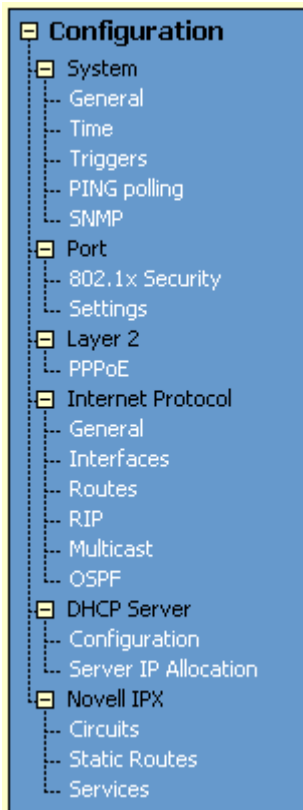 Configuration
System
General
Time
Triggers
PING polling
SNMP
Port
802.1x Security
Settings
Layer 2
PPPoE
Internet Protocol
General
Interfaces
Routes
RIP
Multicast
OSPF
DHCP Server
Configuration
Server IP Allocation
Novell IPX
Circuits
Static Routes
Services